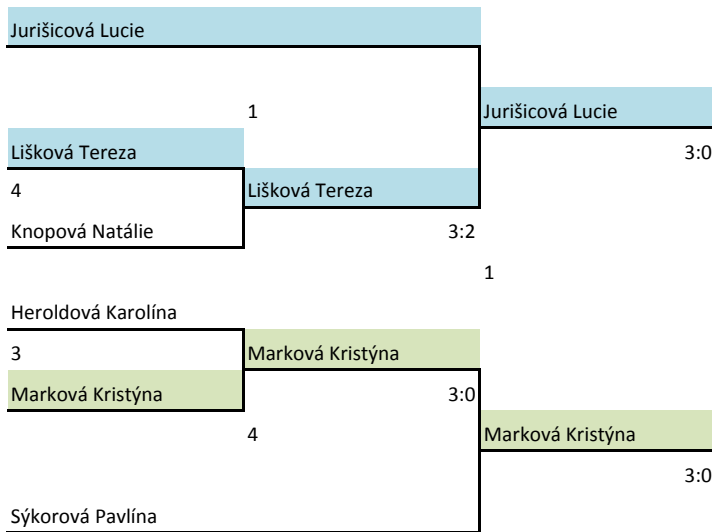 Jurišicová Lucie
1
Jurišicová Lucie
Lišková Tereza
3:0
4
Lišková Tereza
Knopová Natálie
3:2
1
Heroldová Karolína
3
Marková Kristýna
Marková Kristýna
3:0
4
Marková Kristýna
3:0
Sýkorová Pavlína